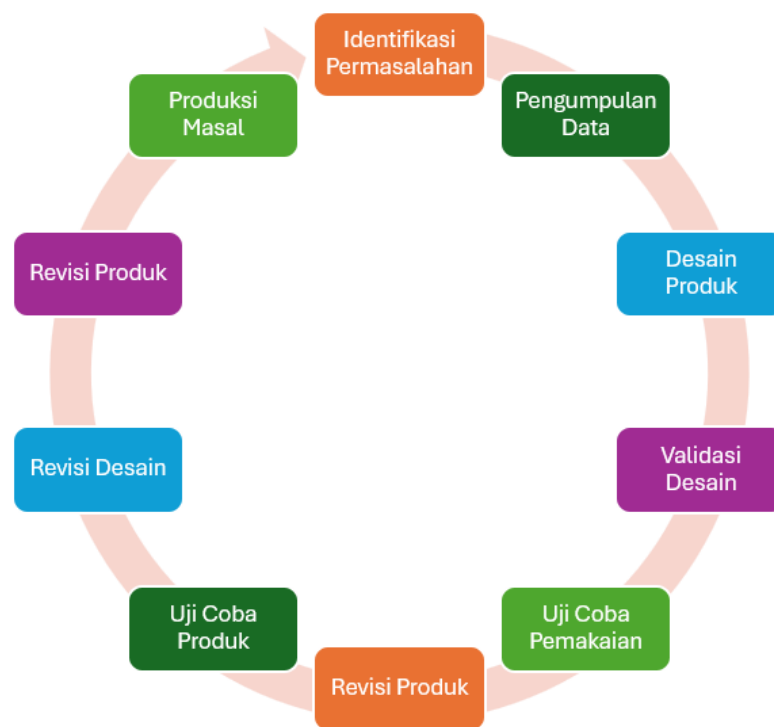 Identifikasi
Permasalahan
Pengumpulan
Data
Desain
Produk
Validasi
Desain
Uji Coba
Pemakaian
Revisi Produk
Uji Coba
Produk
Revisi Desain
Revisi Produk
Produksi
Masal